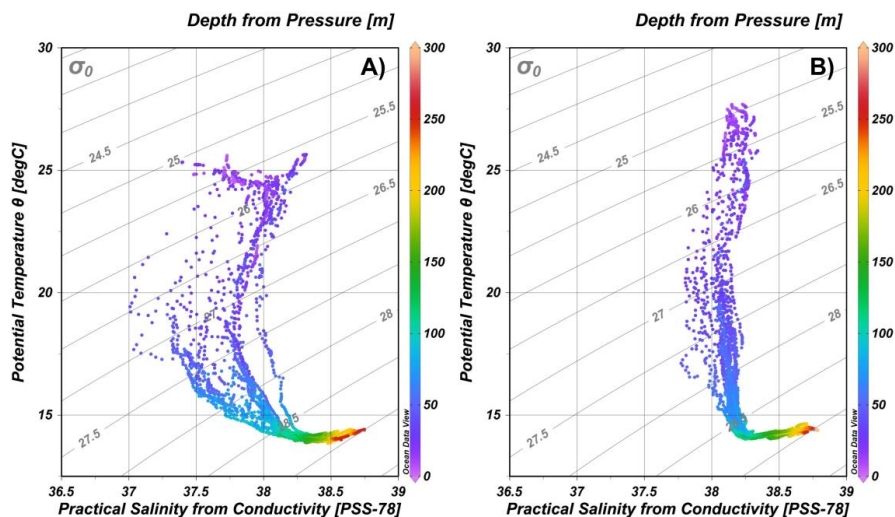 Depth from Pressure [m]
A)
σ0
Potential Temperature θ [degC]
30
25
20
15
24.5
25
25.5
26
26.5
27
27.5
28
28.5
36.5 37 37.5 38 38.5 39
Practical Salinity from Conductivity [PSS-78]
300
250
200
150
100
50
0
Ocean Data View
Depth from Pressure [m]
B)
σ0
Potential Temperature θ [degC]
30
25
20
15
24.5
25
25.5
26
26.5
27
27.5
28
36.5 37 37.5 38 38.5 39
Practical Salinity from Conductivity [PSS-78]
300
250
200
150
100
50
0
Ocean Data View